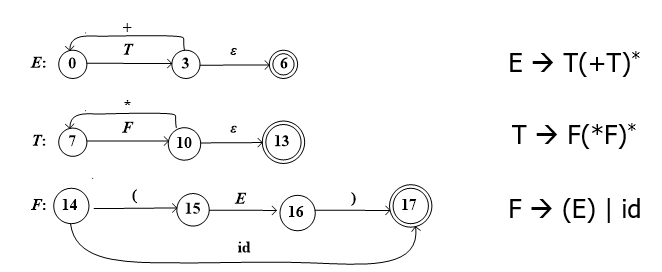 +
E: 0 T 3 ε 6 E → T(+T)*
*
T: 7 F 10 ε 13 T → F(*F)*
F: 14 ( 15 E 16 ) 17 F → (E) | id
id